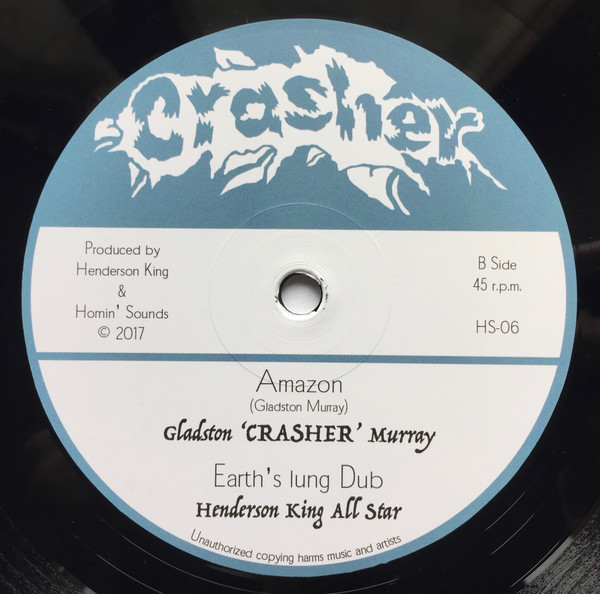 Crasher
Produced by
Henderson King
&
Hornin' Sounds
© 2017
B Side
45 r.p.m.
HS-06
Amazon
(Gladston Murray)
Gladston 'CRASHER' Murray
Earth's lung Dub
Henderson King All Star
Unauthorized copying harms music and artists